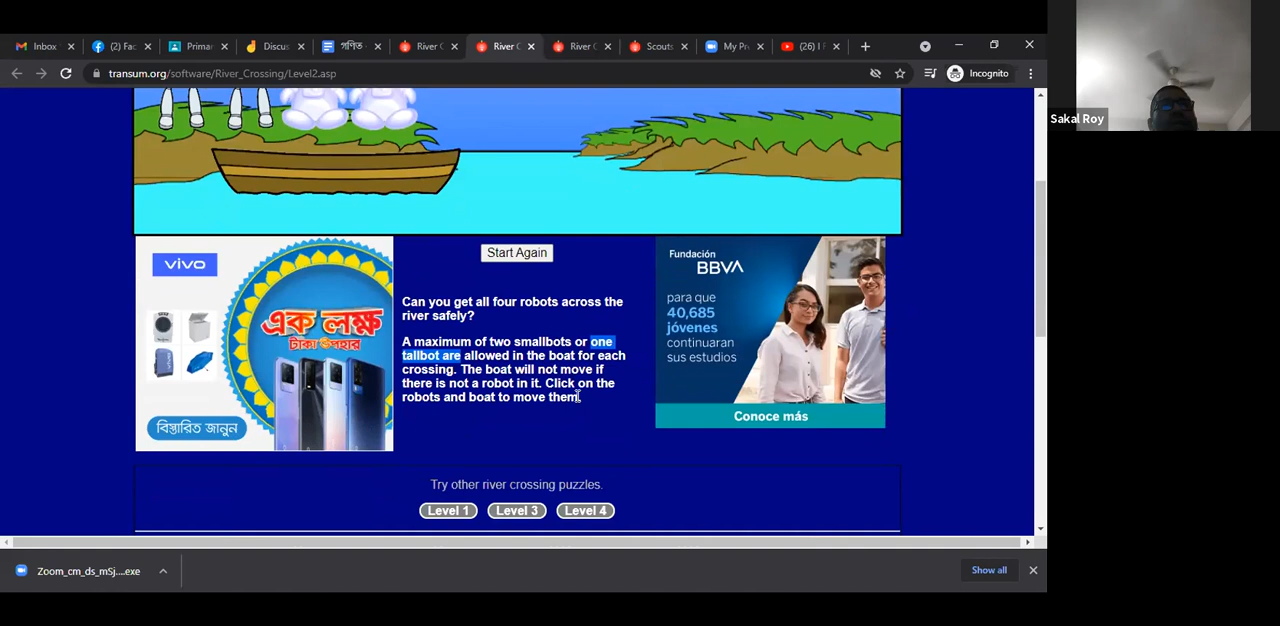 Inbox
(2) Fac
Primar
Discus
গণিত
River C
River C
River C
Scouts
My Pr
(26) I F
transum.org/software/River_Crossing/Level2.asp
Incognito
Sakal Roy
vivo
এক লক্ষ
টাকা উপহার
বিস্তারিত জানুন
Start Again
Can you get all four robots across the
river safely?
A maximum of two smallbots or one
tallbot are allowed in the boat for each
crossing. The boat will not move if
there is not a robot in it. Click on the
robots and boat to move them.
Fundación
BBVA
para que
40,685
jóvenes
continuaran
sus estudios
Conoce más
Try other river crossing puzzles.
Level 1
Level 3
Level 4
Zoom_cm_ds_mSj....exe
Show all